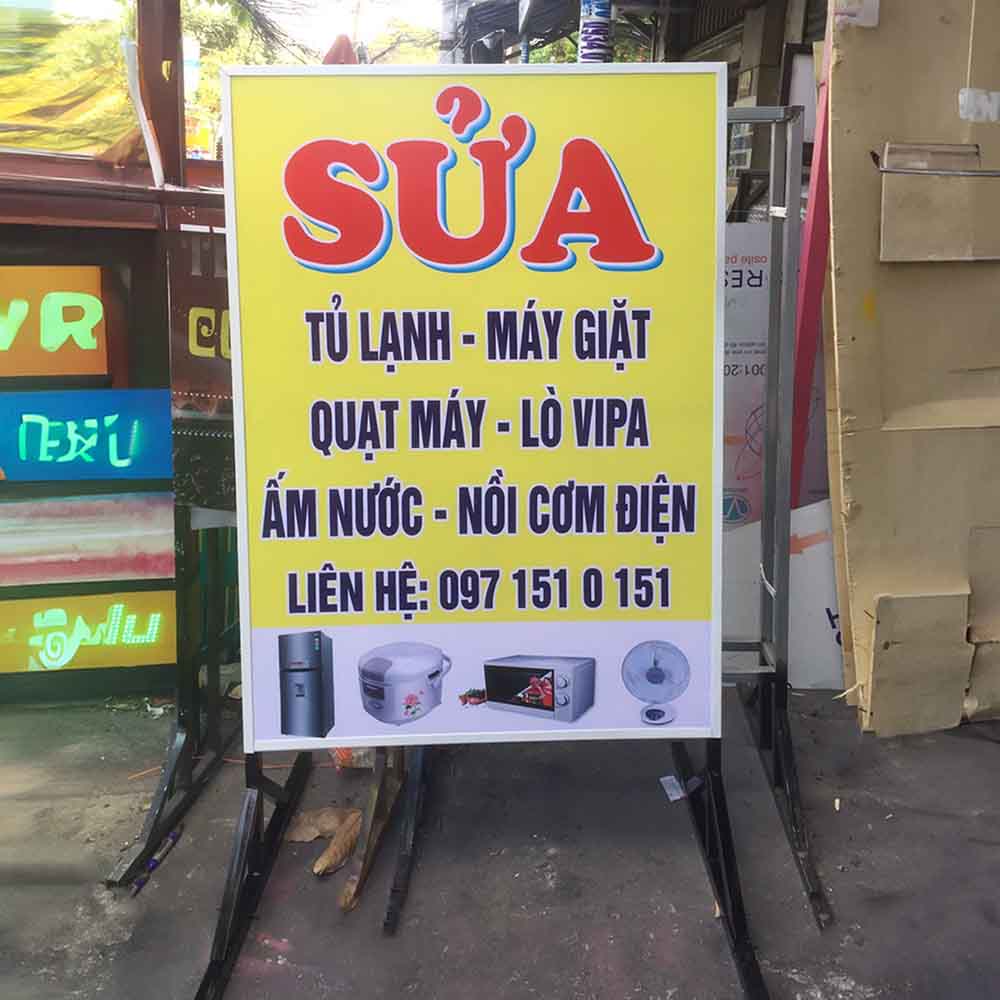 SỬA
TỦ LẠNH - MÁY GIẶT
QUẠT MÁY - LÒ VIPA
ẤM NƯỚC - NỒI CƠM ĐIỆN
LIÊN HỆ: 097 151 0 151